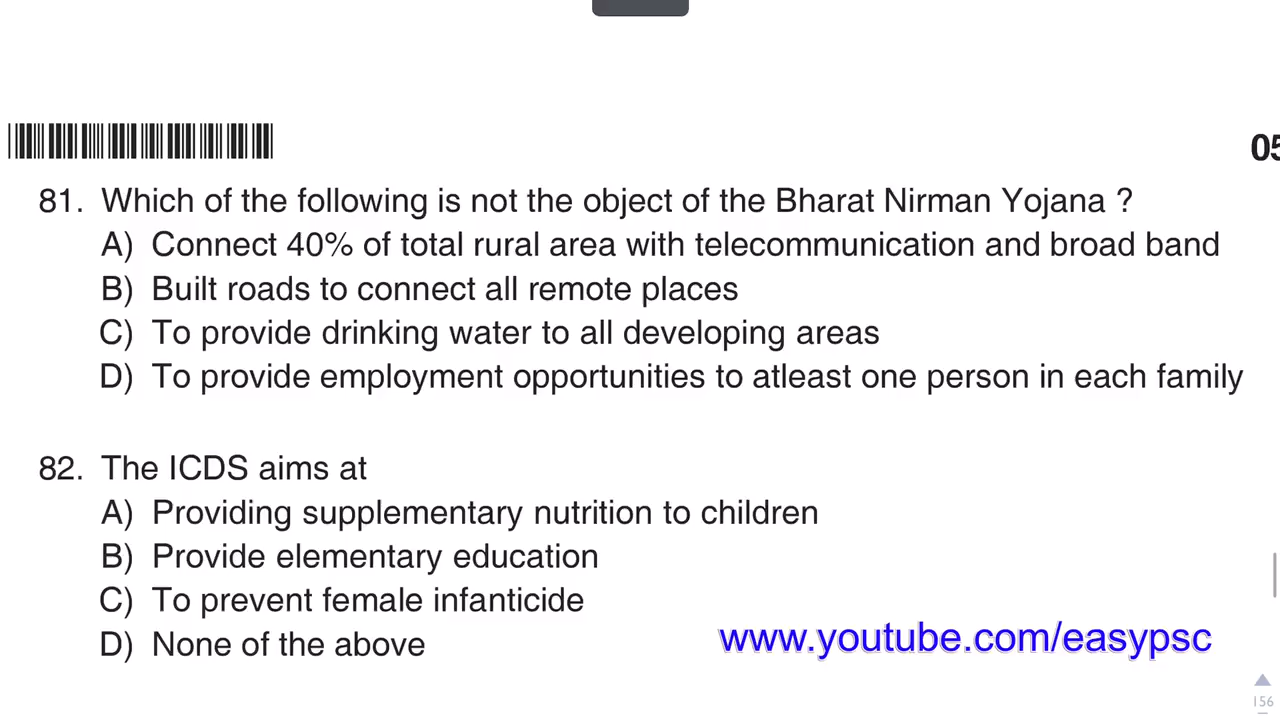 05
81. Which of the following is not the object of the Bharat Nirman Yojana ?
A) Connect 40% of total rural area with telecommunication and broad band
B) Built roads to connect all remote places
C) To provide drinking water to all developing areas
D) To provide employment opportunities to atleast one person in each family
82. The ICDS aims at
A) Providing supplementary nutrition to children
B) Provide elementary education
C) To prevent female infanticide
D) None of the above
www.youtube.com/easypsc
156